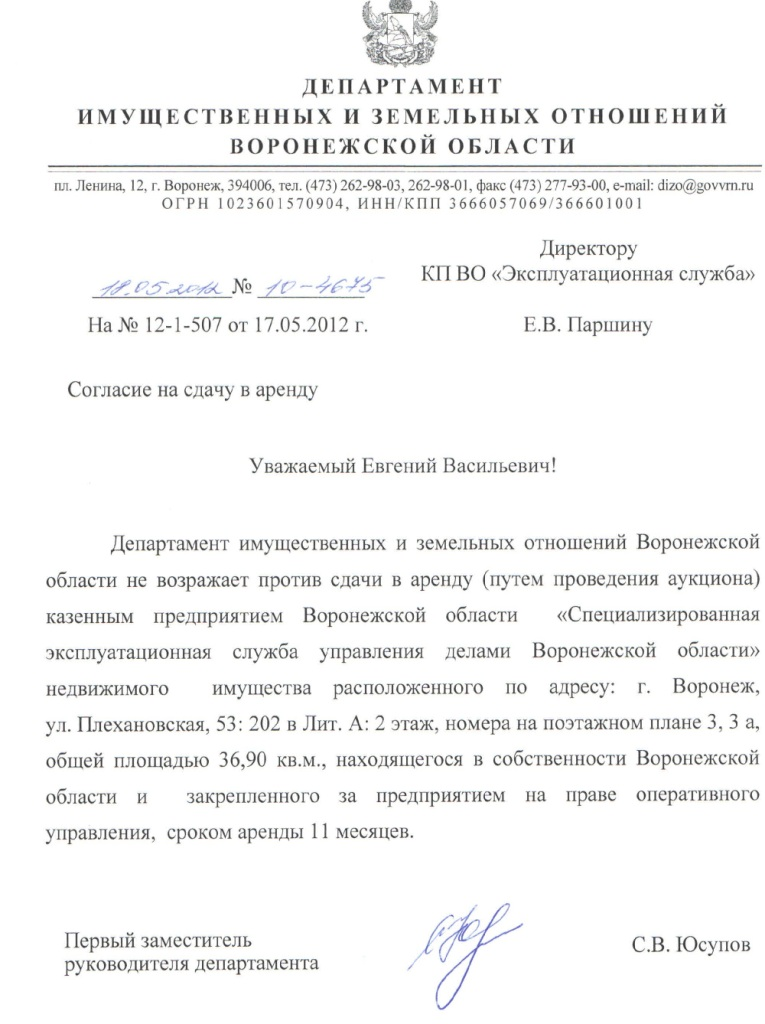 ДЕПАРТАМЕНТ
ИМУЩЕСТВЕННЫХ И ЗЕМЕЛЬНЫХ ОТНОШЕНИЙ
ВОРОНЕЖСКОЙ ОБЛАСТИ
пл. Ленина, 12, г. Воронеж, 394006, тел. (473) 262-98-03, 262-98-01, факс (473) 277-93-00, e-mail: dizo@govvrn.ru
ОГРН 1023601570904, ИНН/КПП 3666057069/366601001
Директору
КП ВО «Эксплуатационная служба»
18.05.2012 № 10-4675
На № 12-1-507 от 17.05.2012 г.
Е.В. Паршину
Согласие на сдачу в аренду
Уважаемый Евгений Васильевич!
Департамент имущественных и земельных отношений Воронежской
области не возражает против сдачи в аренду (путем проведения аукциона)
казенным предприятием Воронежской области «Специализированная
эксплуатационная служба управления делами Воронежской области»
недвижимого имущества расположенного по адресу: г. Воронеж,
ул. Плехановская, 53: 202 в Лит. А: 2 этаж, номера на поэтажном плане 3, 3 а,
общей площадью 36,90 кв.м., находящегося в собственности Воронежской
области и закрепленного за предприятием на праве оперативного
управления, сроком аренды 11 месяцев.
Первый заместитель
руководителя департамента
С.В. Юсупов